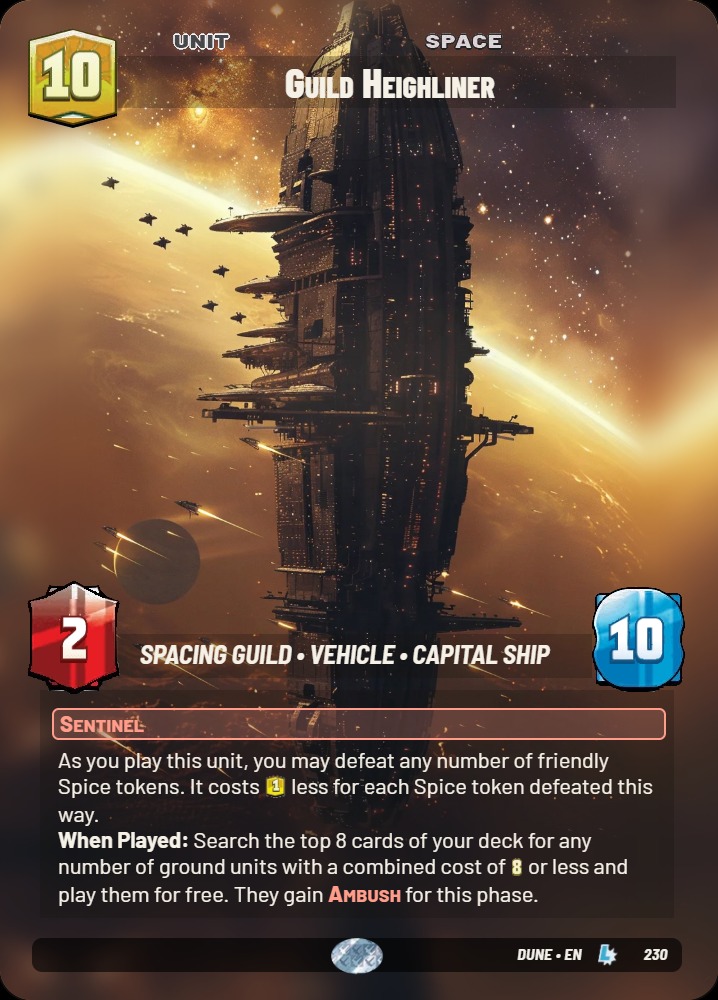 UNIT
SPACE
10
GUILD HEIGHLINER
2
SPACING GUILD • VEHICLE • CAPITAL SHIP
10
SENTINEL
As you play this unit, you may defeat any number of friendly
Spice tokens. It costs 1 less for each Spice token defeated this
way.
When Played: Search the top 8 cards of your deck for any
number of ground units with a combined cost of 8 or less and
play them for free. They gain AMBUSH for this phase.
DUNE • EN L 230